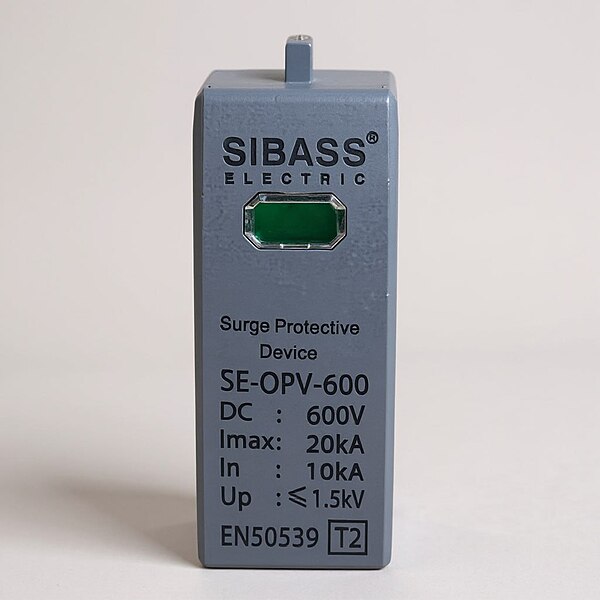 SIBASS®
ELECTRIC
Surge Protective
Device
SE-OPV-600
DC : 600V
Imax: 20kA
In : 10kA
Up : ⩽1.5kV
EN50539 T2